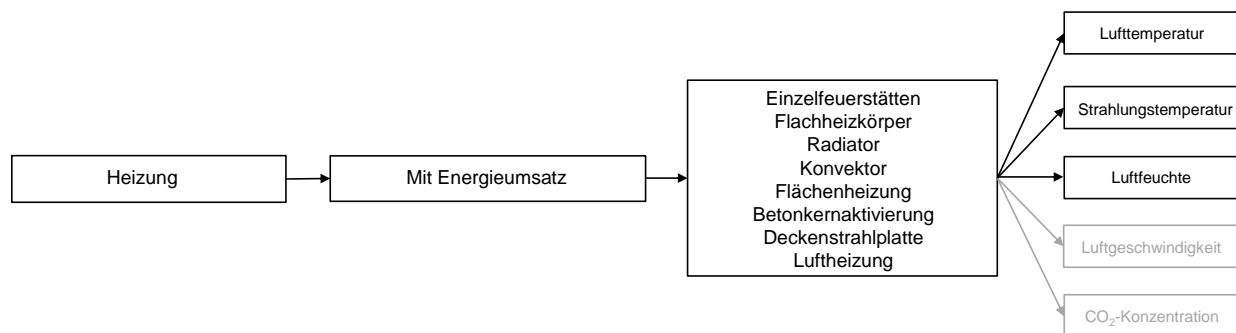 Heizung
Mit Energieumsatz
Einzelfeuerstätten
Flachheizkörper
Radiator
Konvektor
Flächenheizung
Betonkernaktivierung
Deckenstrahlplatte
Luftheizung
Lufttemperatur
Strahlungstemperatur
Luftfeuchte
Luftgeschwindigkeit
CO₂-Konzentration